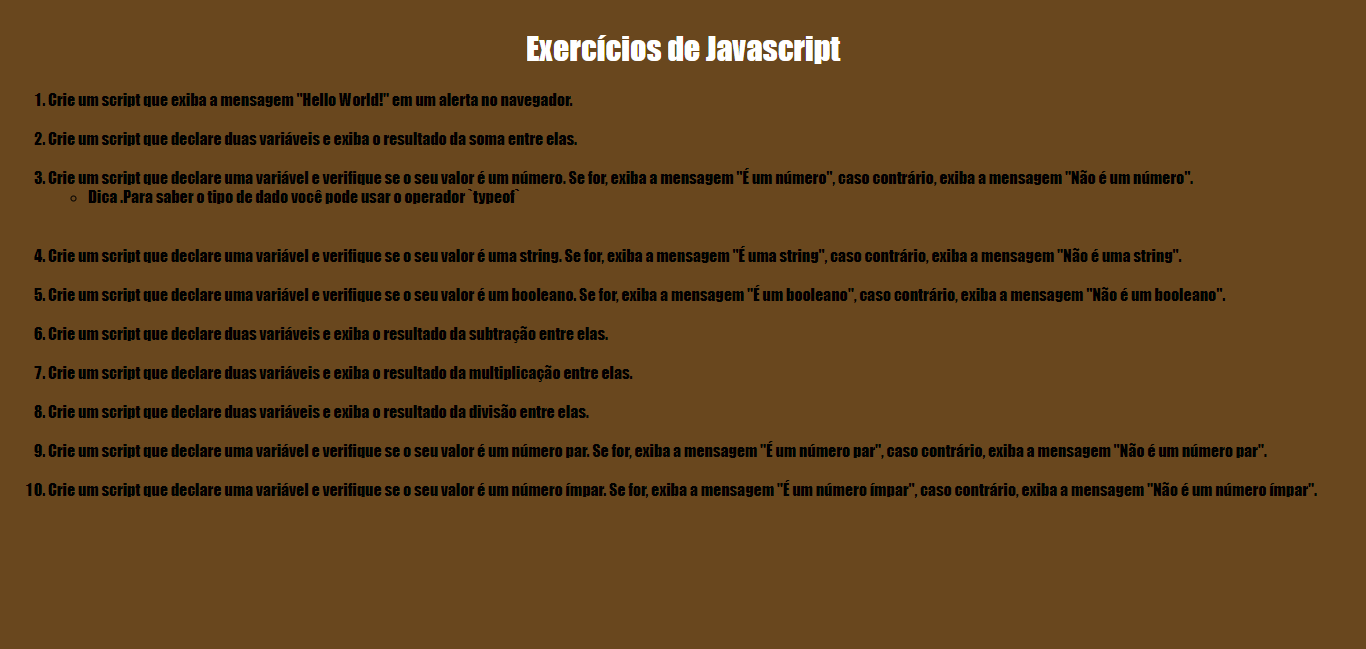 Exercícios de Javascript
1. Crie um script que exiba a mensagem "Hello World!" em um alerta no navegador.
2. Crie um script que declare duas variáveis e exiba o resultado da soma entre elas.
3. Crie um script que declare uma variável e verifique se o seu valor é um número. Se for, exiba a mensagem "É um número", caso contrário, exiba a mensagem "Não é um número".
Dica .Para saber o tipo de dado você pode usar o operador `typeof`
4. Crie um script que declare uma variável e verifique se o seu valor é uma string. Se for, exiba a mensagem "É uma string", caso contrário, exiba a mensagem "Não é uma string".
5. Crie um script que declare uma variável e verifique se o seu valor é um booleano. Se for, exiba a mensagem "É um booleano", caso contrário, exiba a mensagem "Não é um booleano".
6. Crie um script que declare duas variáveis e exiba o resultado da subtração entre elas.
7. Crie um script que declare duas variáveis e exiba o resultado da multiplicação entre elas.
8. Crie um script que declare duas variáveis e exiba o resultado da divisão entre elas.
9. Crie um script que declare uma variável e verifique se o seu valor é um número par. Se for, exiba a mensagem "É um número par", caso contrário, exiba a mensagem "Não é um número par".
10. Crie um script que declare uma variável e verifique se o seu valor é um número ímpar. Se for, exiba a mensagem "É um número ímpar", caso contrário, exiba a mensagem "Não é um número ímpar".